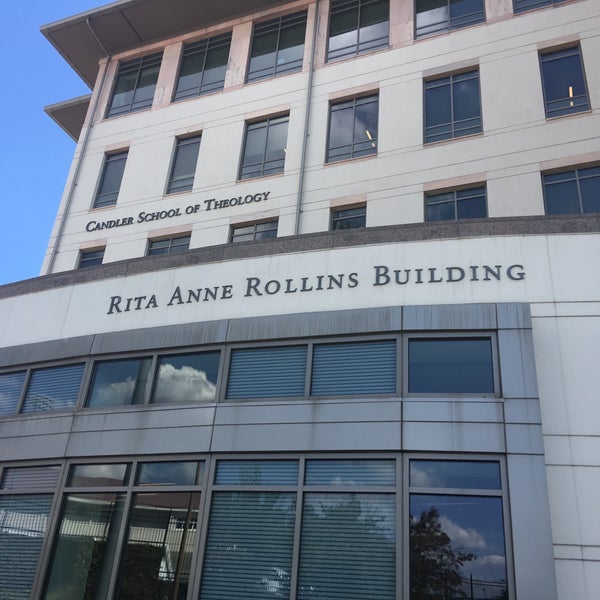 Candler School of Theology
Rita Anne Rollins Building